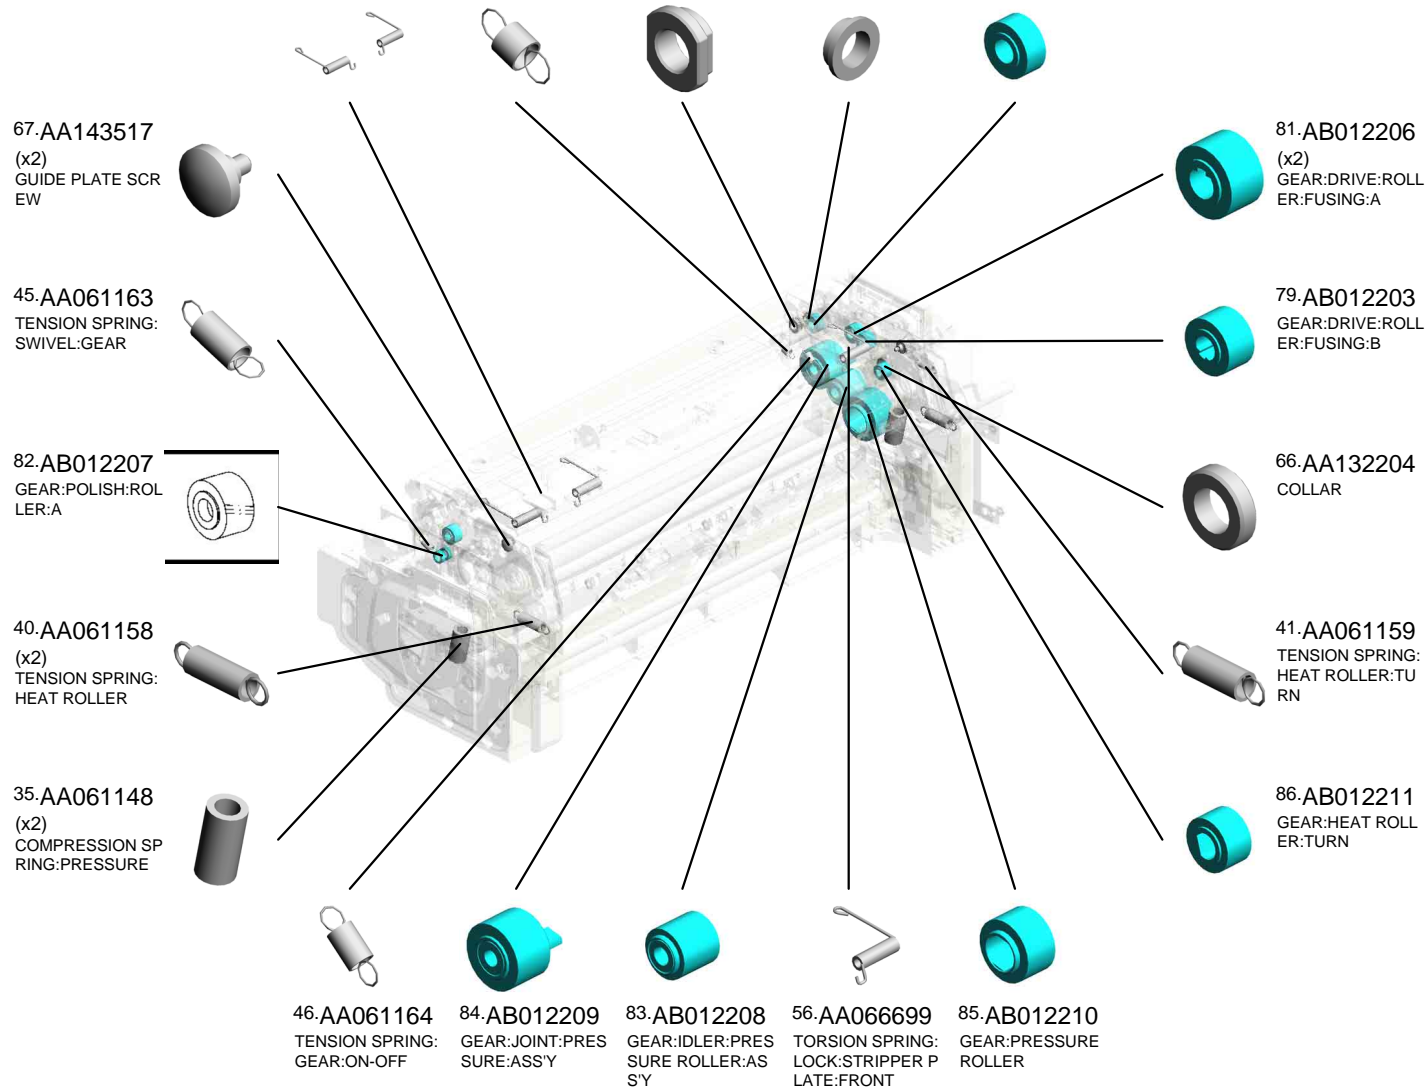 67.AA143517
(x2)
GUIDE PLATE SCR
EW
45.AA061163
TENSION SPRING:
SWIVEL:GEAR
82.AB012207
GEAR:POLISH:ROL
LER:A
40.AA061158
(x2)
TENSION SPRING:
HEAT ROLLER
35.AA061148
(x2)
COMPRESSION SP
RING:PRESSURE
81.AB012206
(x2)
GEAR:DRIVE:ROLL
ER:FUSING:A
79.AB012203
GEAR:DRIVE:ROLL
ER:FUSING:B
66.AA132204
COLLAR
41.AA061159
TENSION SPRING:
HEAT ROLLER:TU
RN
86.AB012211
GEAR:HEAT ROLL
ER:TURN
46.AA061164
TENSION SPRING:
GEAR:ON-OFF
84.AB012209
GEAR:JOINT:PRES
SURE:ASS'Y
83.AB012208
GEAR:IDLER:PRES
SURE ROLLER:AS
S'Y
56.AA066699
TORSION SPRING:
LOCK:STRIPPER P
LATE:FRONT
85.AB012210
GEAR:PRESSURE
ROLLER